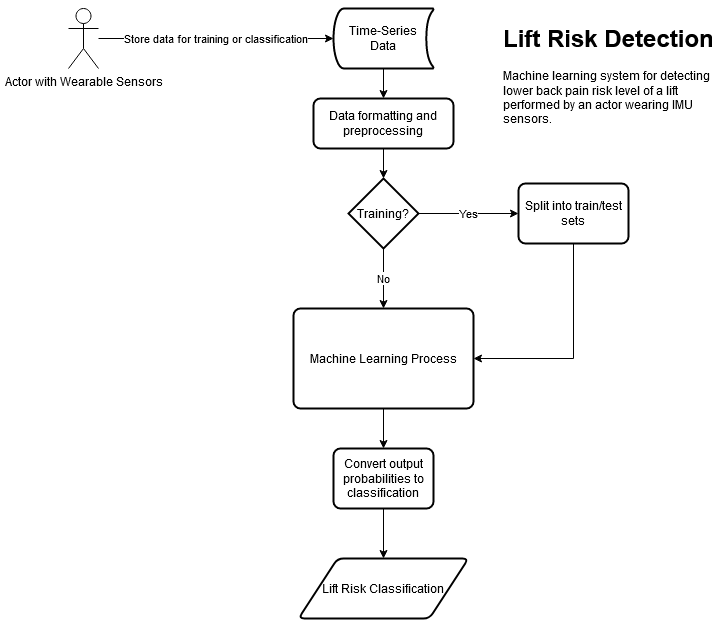 Lift Risk Detection
Machine learning system for detecting
lower back pain risk level of a lift
performed by an actor wearing IMU
sensors.
Actor with Wearable Sensors
Store data for training or classification
Time-Series
Data
Data formatting and
preprocessing
Training?
Yes
Split into train/test
sets
No
Machine Learning Process
Convert output
probabilities to
classification
Lift Risk Classification